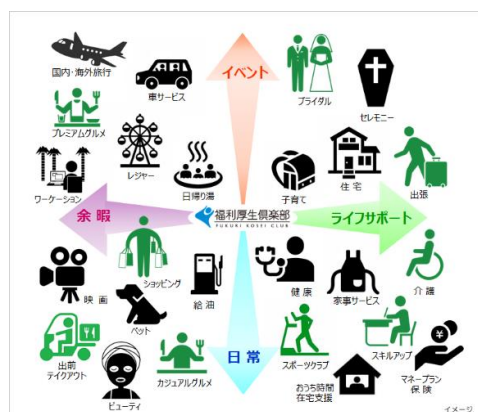 イベント
国内・海外旅行
車サービス
ブライダル
セレモニー
プレミアムグルメ
レジャー
日帰り湯
子育て
住宅
出張
ワーケーション
余暇
福利厚生倶楽部
FUKURI KOSEI CLUB
ライフサポート
映画
ショッピング
給油
健康
家事サービス
介護
ペット
日常
スポーツクラブ
スキルアップ
出前
テイクアウト
カジュアルグルメ
おうち時間
在宅支援
¥
マネープラン
保険
ビューティ
イメージ